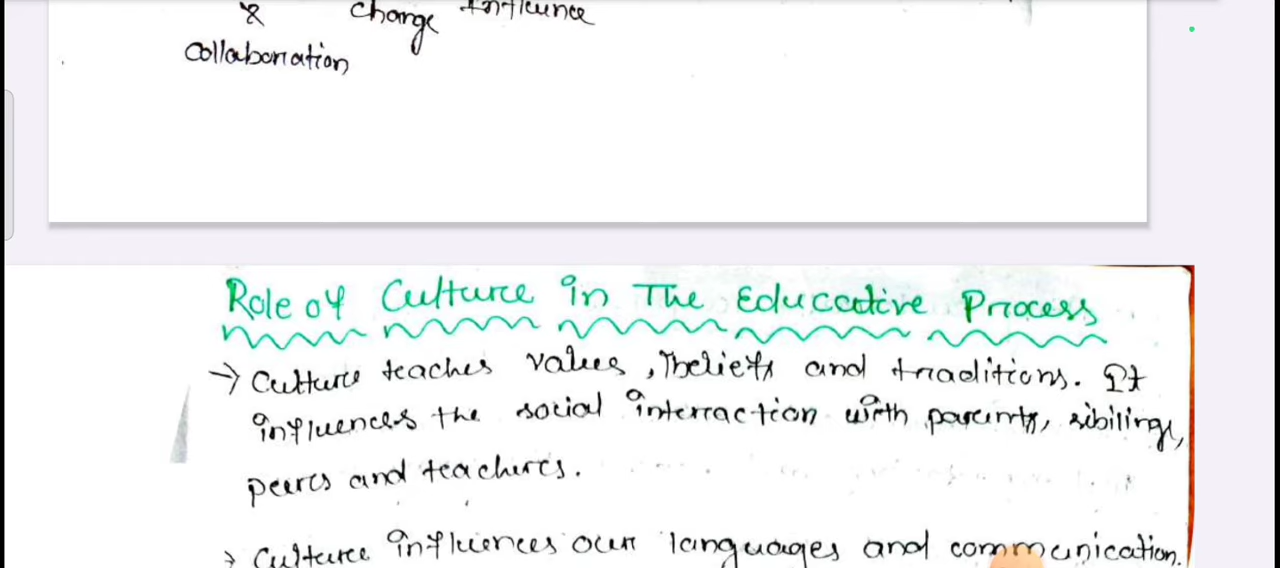 & Change Influence
Collaboration
Role of Culture in The Educative Process
→ Culture teaches values, beliefs and traditions. It
influences the social interaction with parents, sibilings,
peers and teachers.
→ Culture influences our languages and communication.